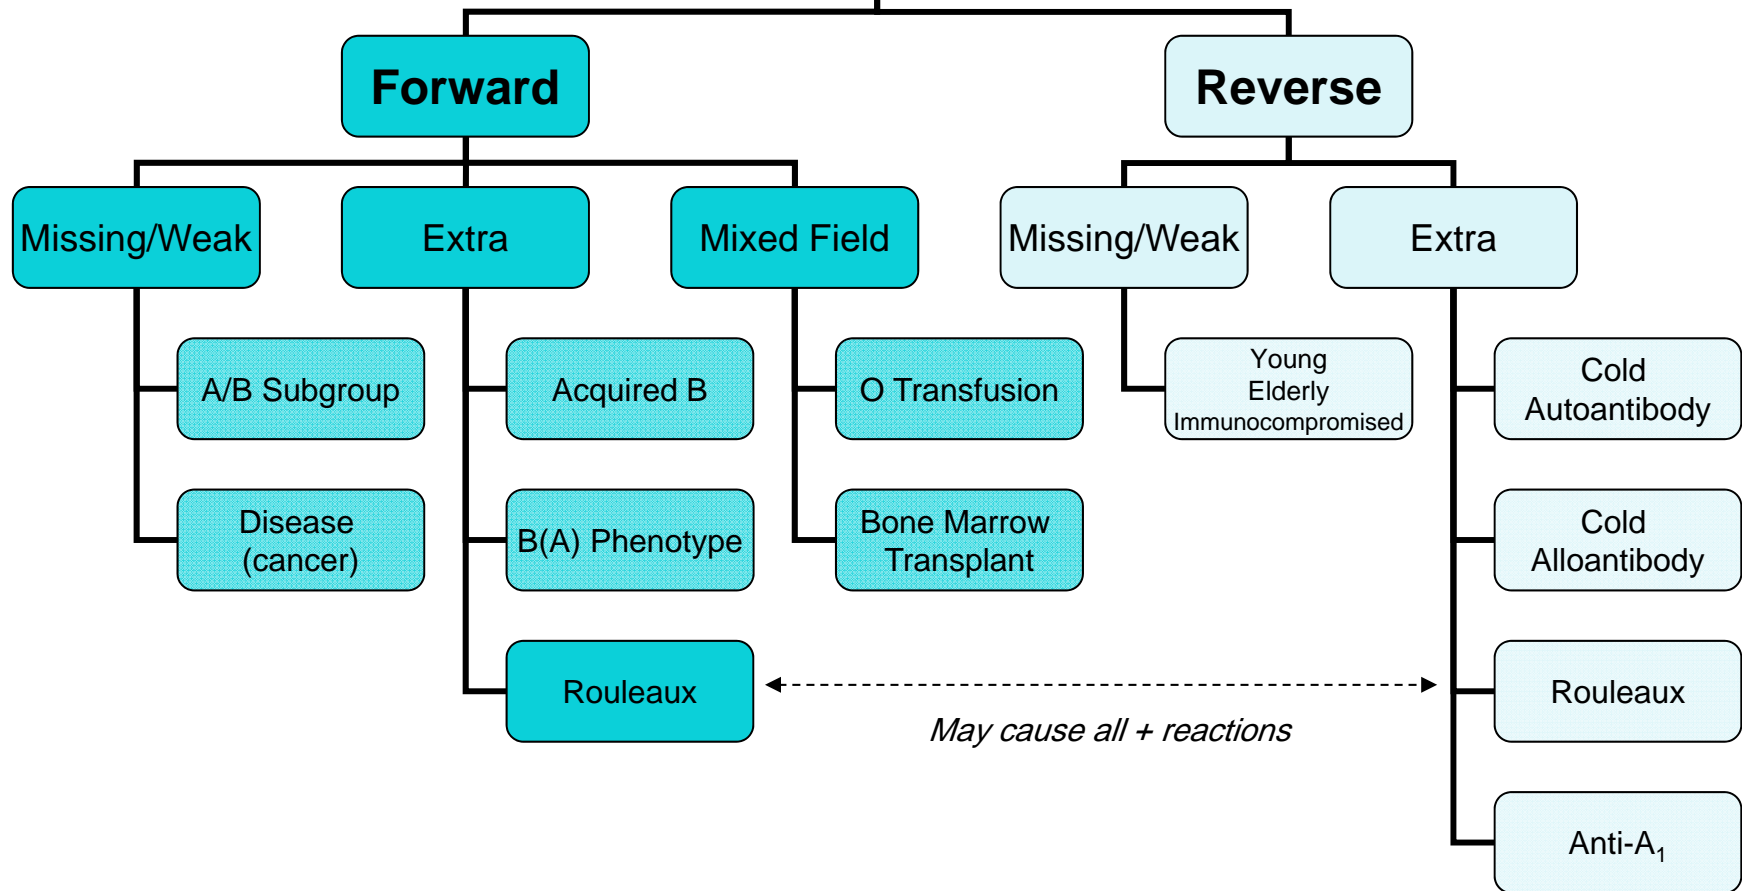 Forward
Reverse
Missing/Weak
Extra
Mixed Field
Missing/Weak
Extra
A/B Subgroup
Acquired B
O Transfusion
Young
Elderly
Immunocompromised
Cold
Autoantibody
Disease
(cancer)
B(A) Phenotype
Bone Marrow
Transplant
Cold
Alloantibody
Rouleaux
May cause all + reactions
Rouleaux
Anti-A₁